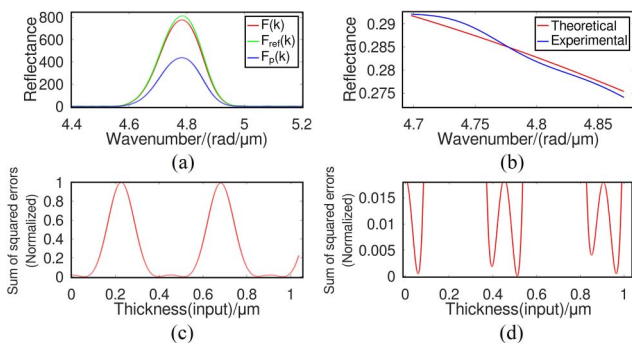 800
600
400
200
0
Reflectance
F(k)
F_ref(k)
F_p(k)
4.4 4.6 4.8 5 5.2
Wavenumber/(rad/μm)
(a)
0.29
0.285
0.28
0.275
Reflectance
Theoretical
Experimental
4.7 4.75 4.8 4.85
Wavenumber/(rad/μm)
(b)
1
0.8
0.6
0.4
0.2
0
Sum of squared errors
(Normalized)
0 0.2 0.4 0.6 0.8 1
Thickness(input)/μm
(c)
0.015
0.01
0.005
0
Sum of squared errors
(Normalized)
0 0.2 0.4 0.6 0.8 1
Thickness(input)/μm
(d)